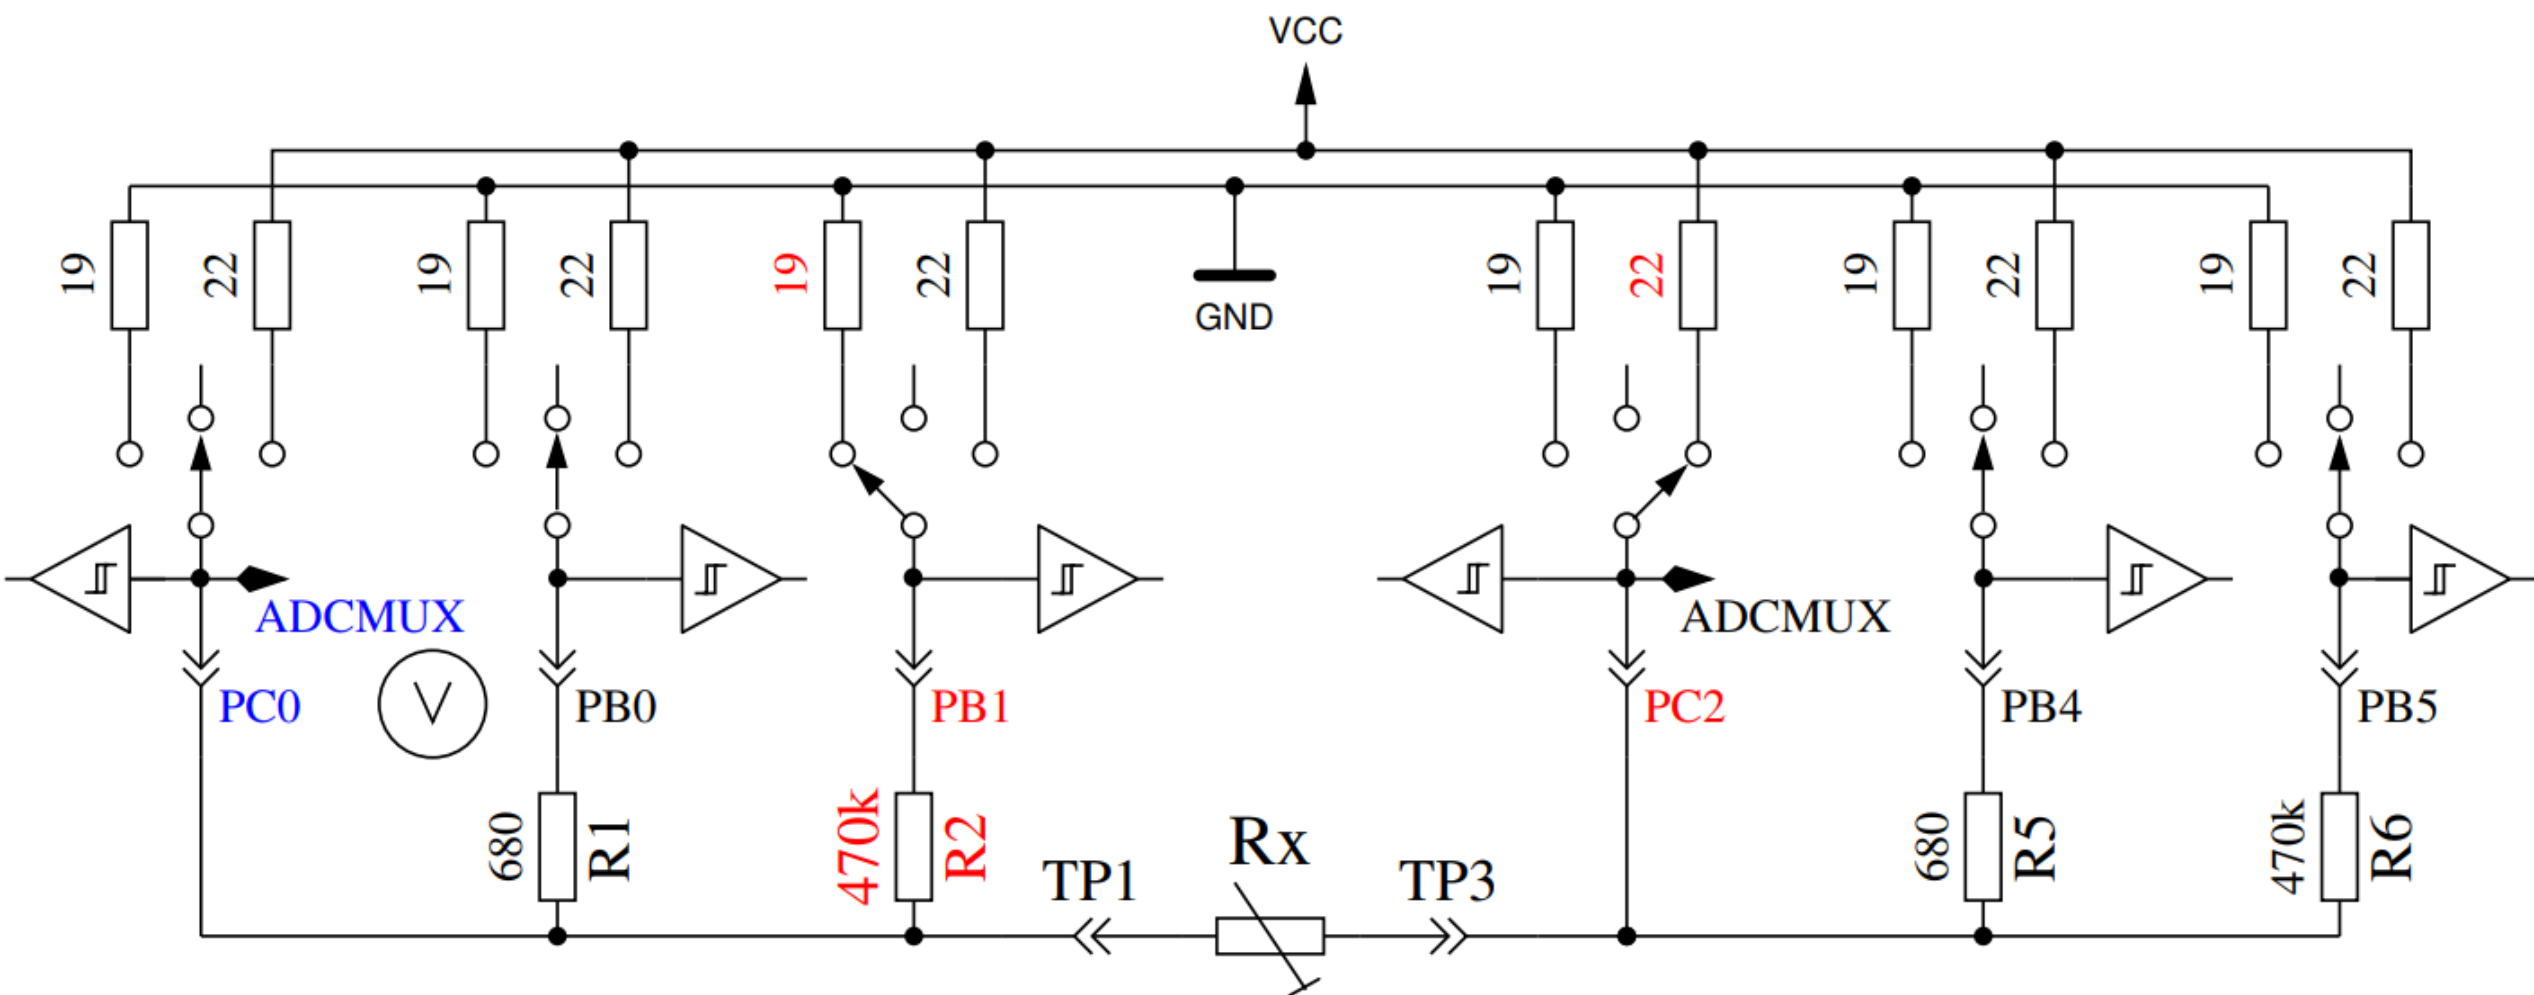 VCC
19
22
19
22
19
22
GND
19
22
19
22
19
22
ADCMUX
ADCMUX
PC0
V
PB0
PB1
PC2
PB4
PB5
680
R1
470k
R2
TP1
Rx
TP3
680
R5
470k
R6